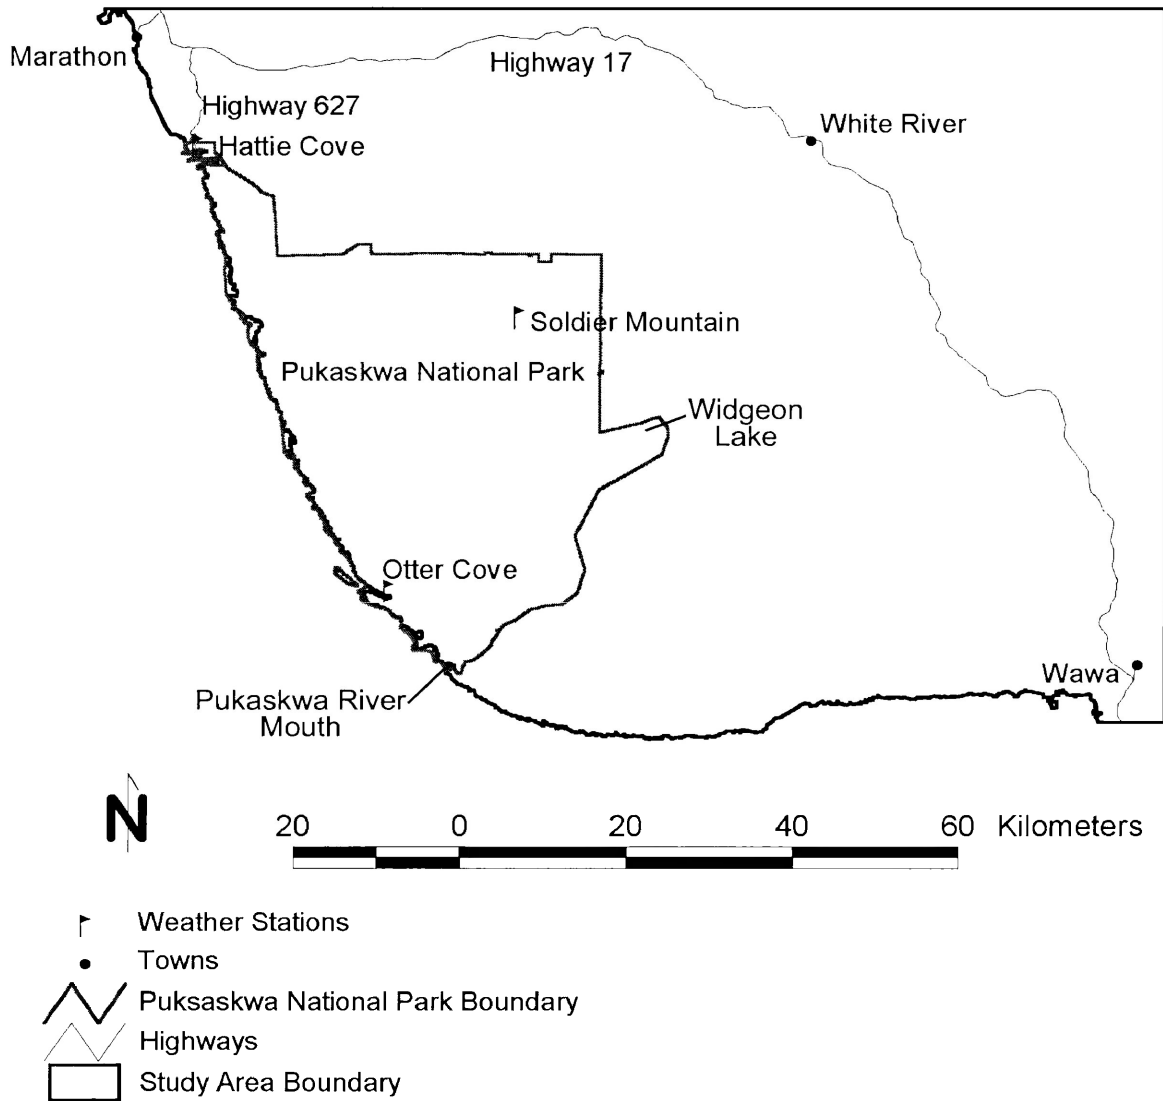 Marathon
Highway 17
Highway 627
White River
Hattie Cove
Soldier Mountain
Pukaskwa National Park
Widgeon
Lake
Otter Cove
Wawa
Pukaskwa River
Mouth
N
20 0 20 40 60 Kilometers
Weather Stations
Towns
Puksaskwa National Park Boundary
Highways
Study Area Boundary